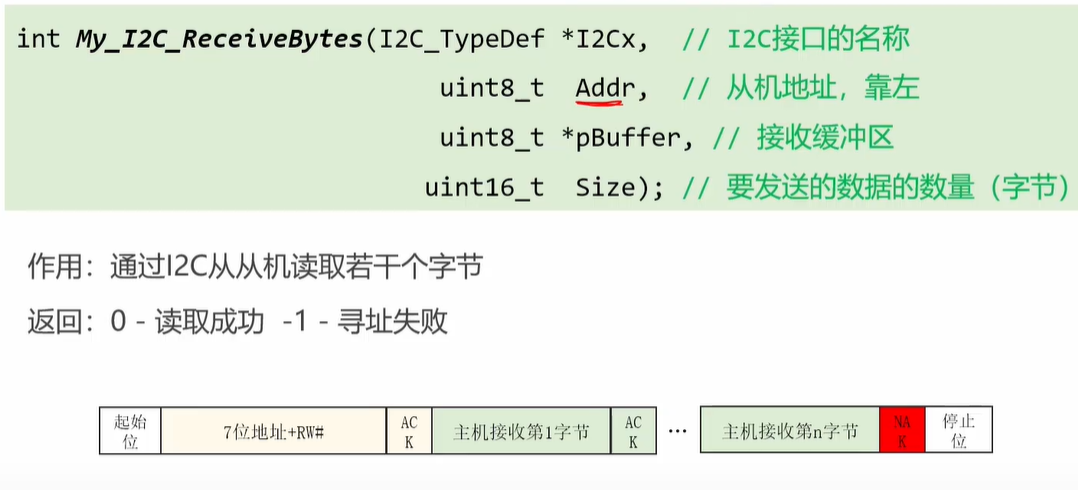 int My_I2C_ReceiveBytes(I2C_TypeDef *I2Cx, // I2C接口的名称
uint8_t Addr, // 从机地址，靠左
uint8_t *pBuffer, // 接收缓冲区
uint16_t Size); // 要发送的数据的数量（字节）
作用：通过I2C从从机读取若干个字节
返回：0 - 读取成功 -1 - 寻址失败
起始位 7位地址+RW# ACK 主机接收第1字节 ACK ··· 主机接收第n字节 NAK 停止位